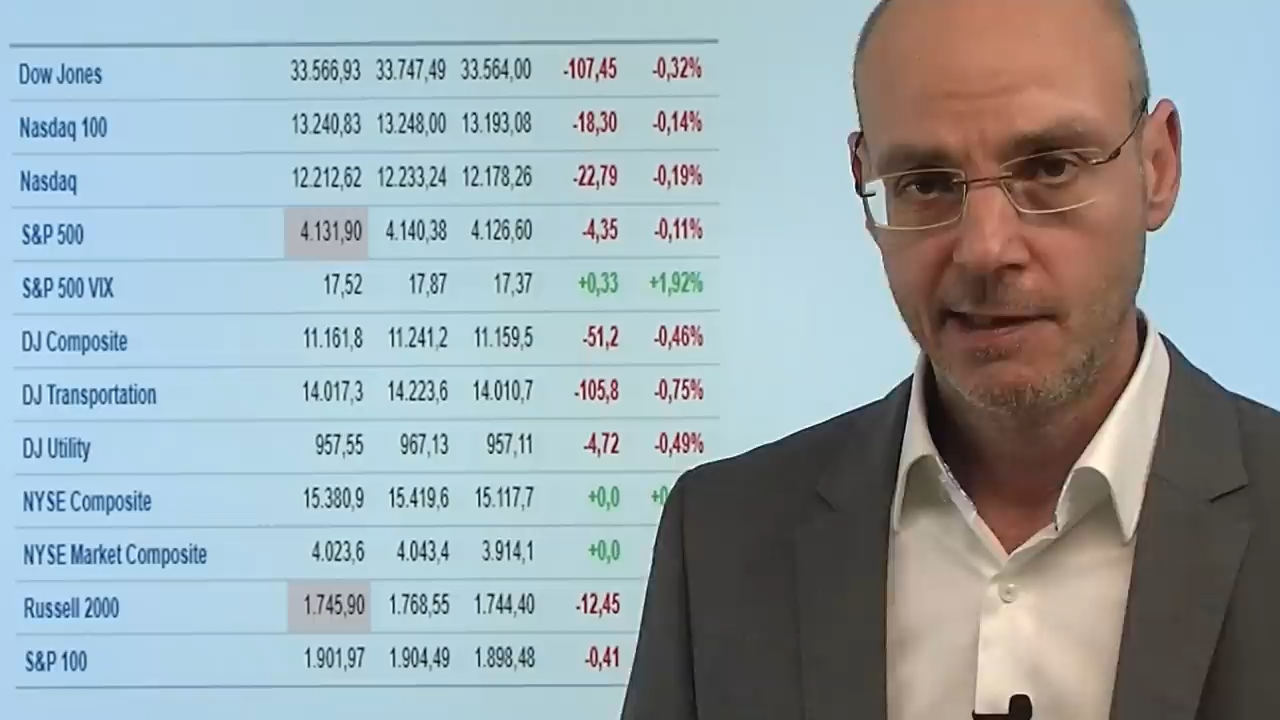 Dow Jones 33.566,93 33.747,49 33.564,00 -107,45 -0,32%
Nasdaq 100 13.240,83 13.248,00 13.193,08 -18,30 -0,14%
Nasdaq 12.212,62 12.233,24 12.178,26 -22,79 -0,19%
S&P 500 4.131,90 4.140,38 4.126,60 -4,35 -0,11%
S&P 500 VIX 17,52 17,87 17,37 +0,33 +1,92%
DJ Composite 11.161,8 11.241,2 11.159,5 -51,2 -0,46%
DJ Transportation 14.017,3 14.223,6 14.010,7 -105,8 -0,75%
DJ Utility 957,55 967,13 957,11 -4,72 -0,49%
NYSE Composite 15.380,9 15.419,6 15.117,7 +0,0 +0
NYSE Market Composite 4.023,6 4.043,4 3.914,1 +0,0
Russell 2000 1.745,90 1.768,55 1.744,40 -12,45
S&P 100 1.901,97 1.904,49 1.898,48 -0,41